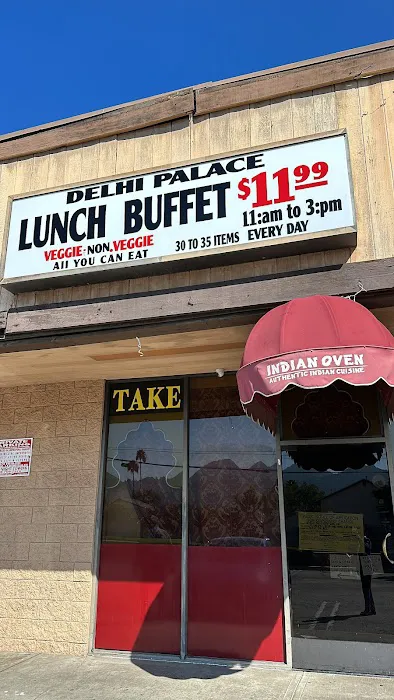 DELHI PALACE
LUNCH BUFFET $11.99
VEGGIE-NON.VEGGIE 11:am to 3:pm
All YOU CAN EAT 30 TO 35 ITEMS EVERY DAY
INDIAN OVEN
AUTHENTIC INDIAN CUISINE
TAKE